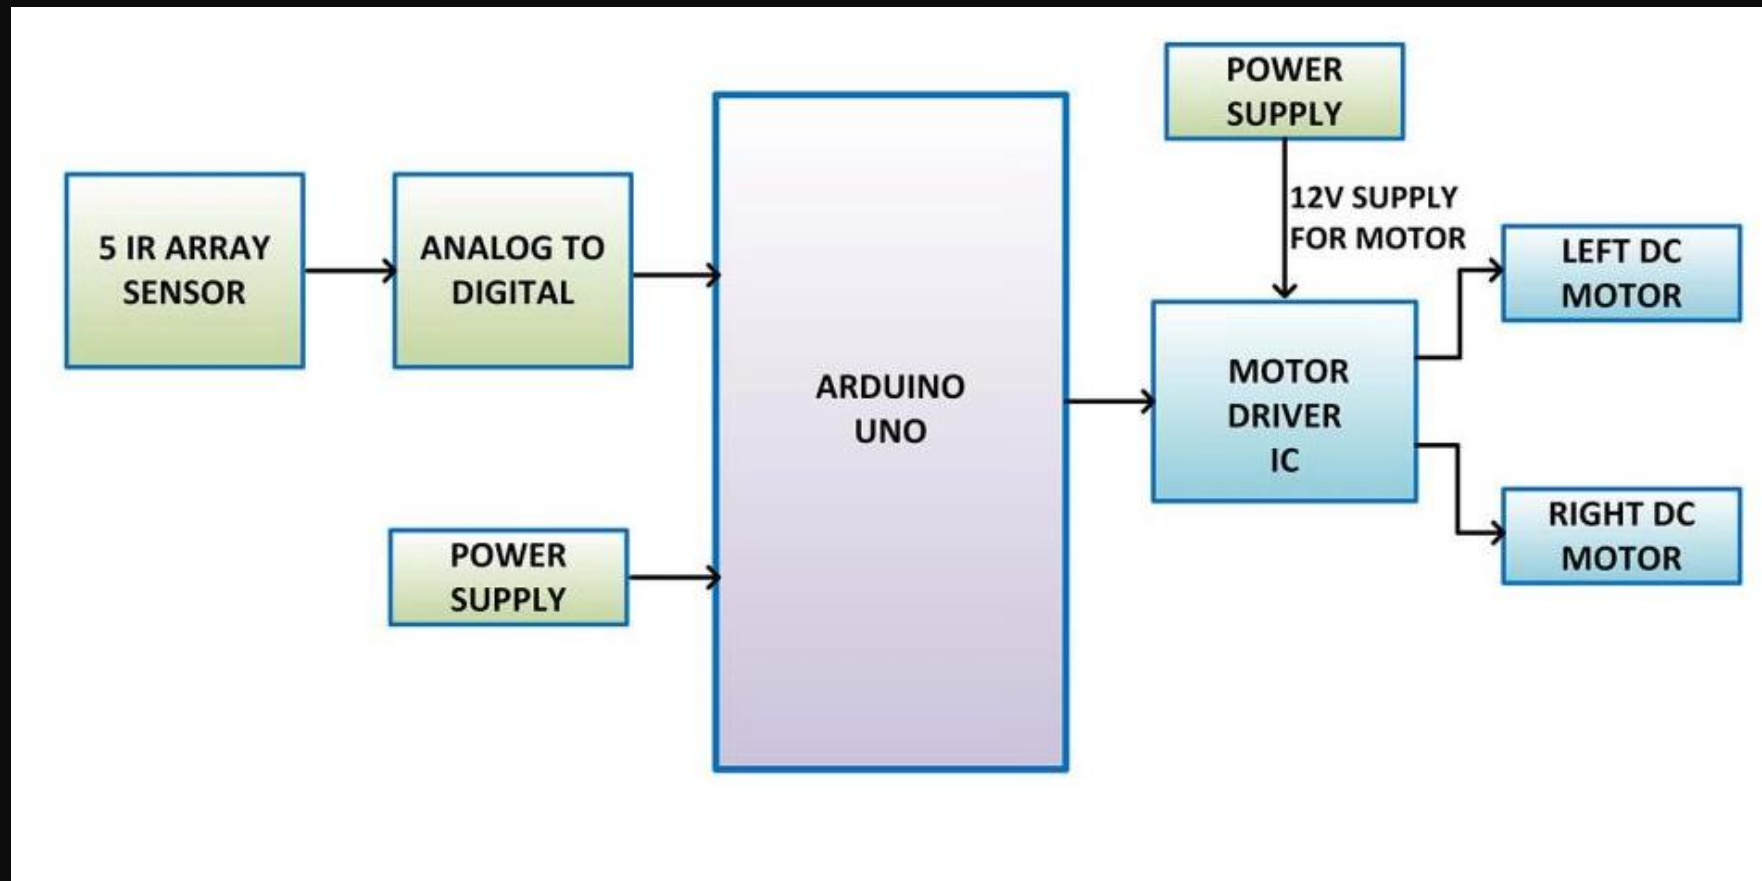 5 IR ARRAY
SENSOR
ANALOG TO
DIGITAL
POWER
SUPPLY
ARDUINO
UNO
POWER
SUPPLY
12V SUPPLY
FOR MOTOR
MOTOR
DRIVER
IC
LEFT DC
MOTOR
RIGHT DC
MOTOR